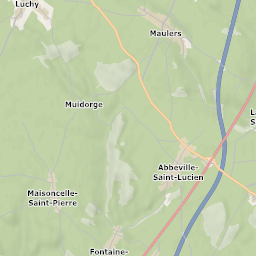 Luchy
Maulers
Muidorge
Abbeville-
Saint-Lucien
Maisoncelle-
Saint-Pierre
Fontaine-